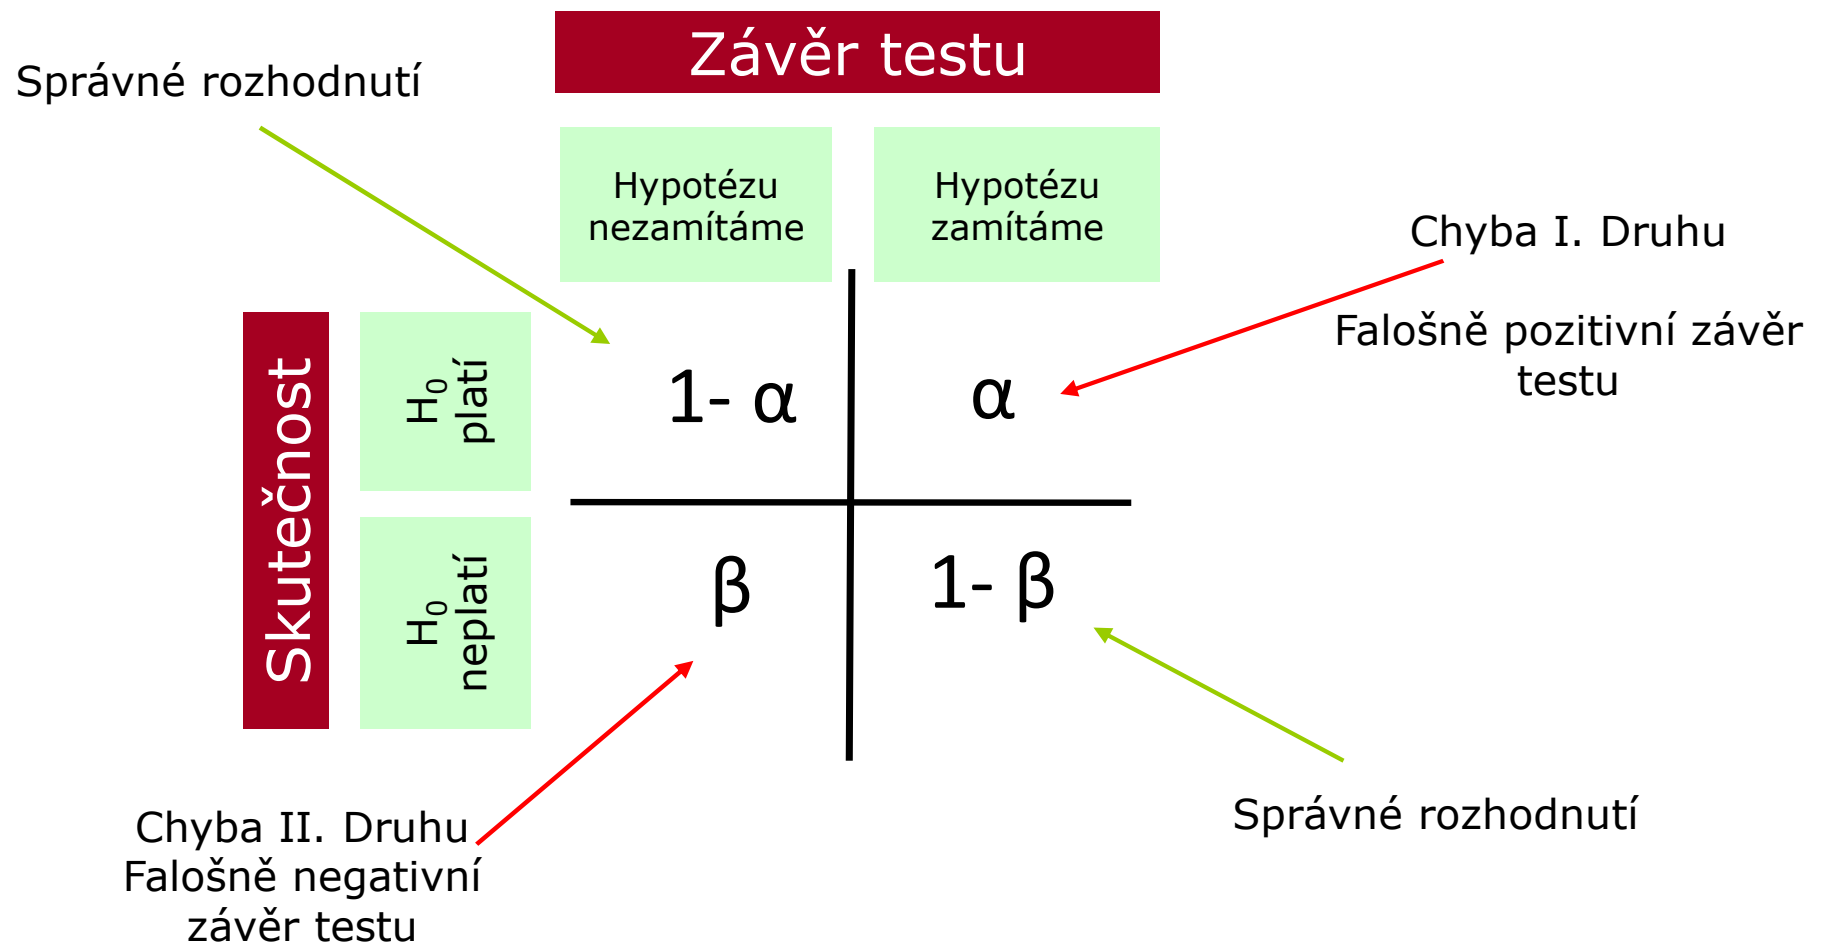 Závěr testu
Správné rozhodnutí
Hypotézu
nezamítáme
Hypotézu
zamítáme
Chyba I. Druhu
Falošně pozitivní závěr
testu
Skutečnost
H₀
platí
1- α
α
H₀
neplatí
β
1- β
Chyba II. Druhu
Falošně negativní
závěr testu
Správné rozhodnutí